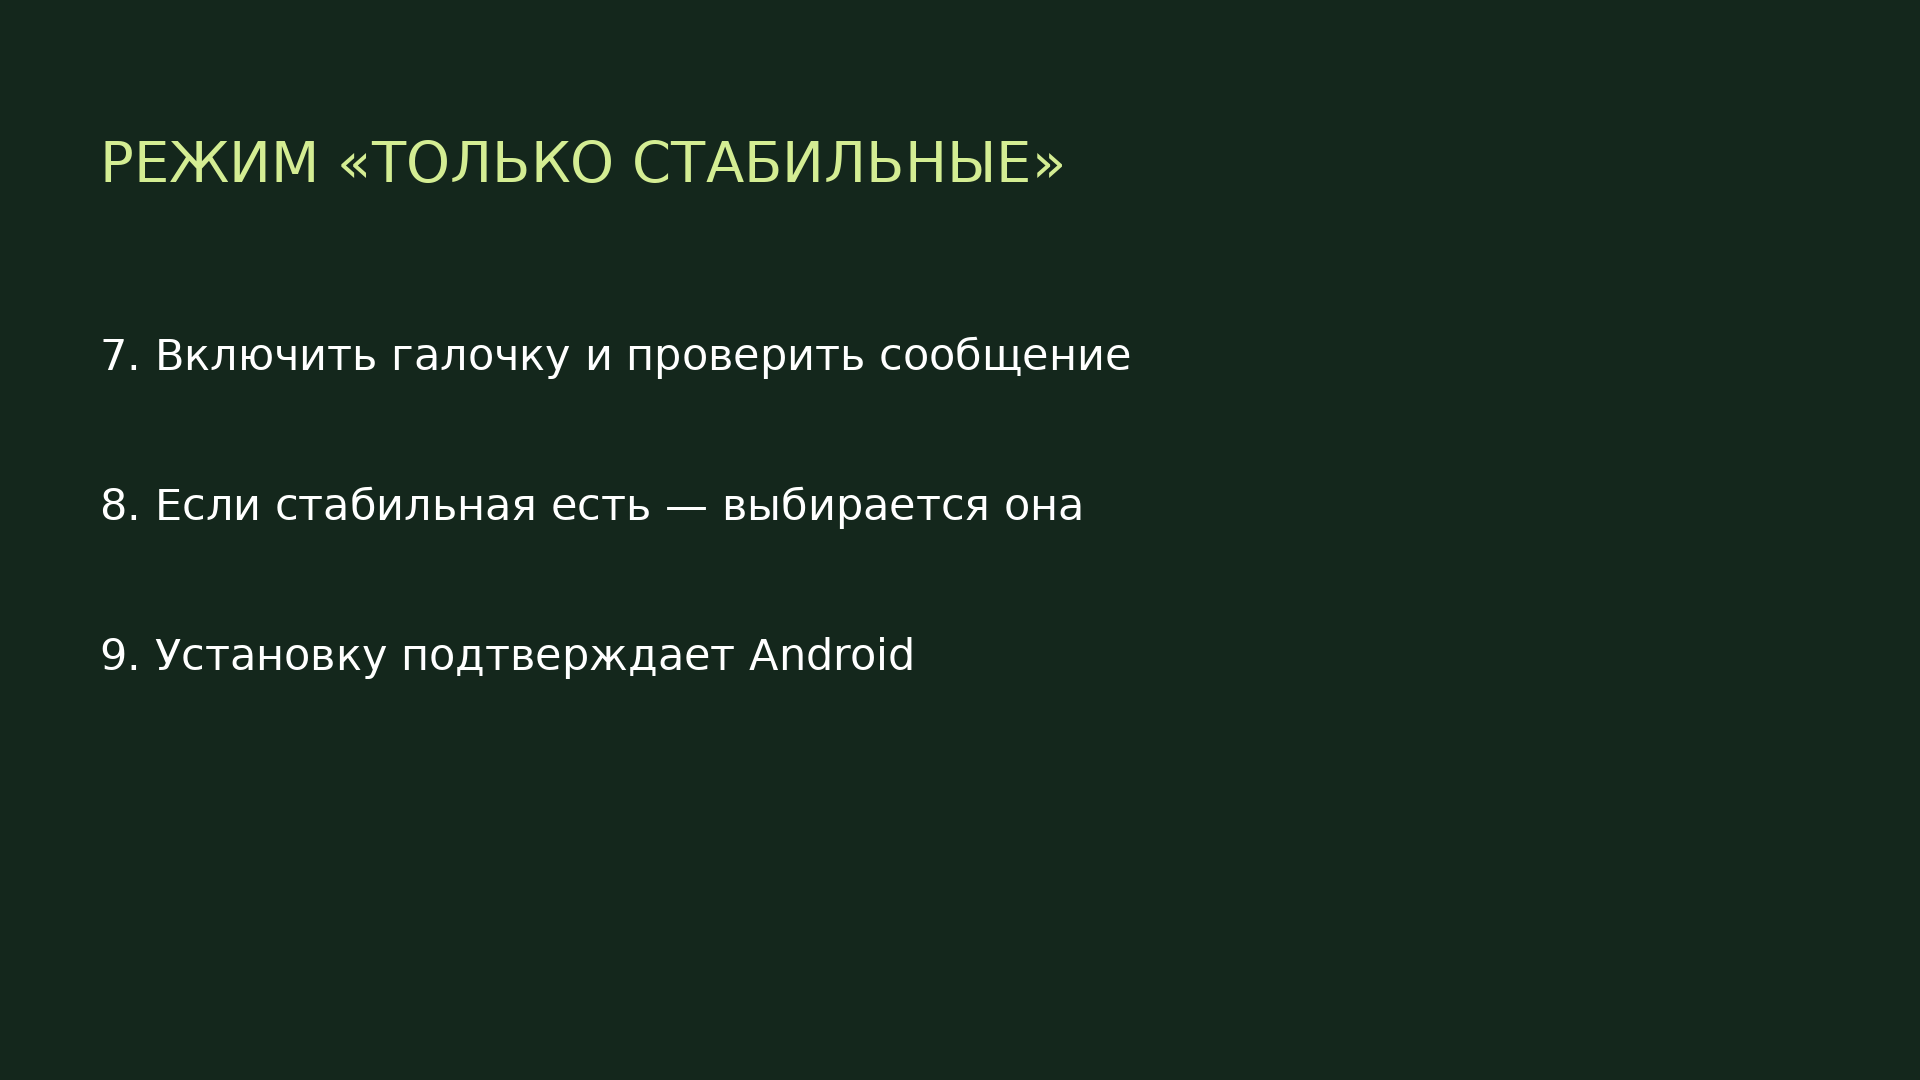 РЕЖИМ «ТОЛЬКО СТАБИЛЬНЫЕ»
7. Включить галочку и проверить сообщение
8. Если стабильная есть — выбирается она
9. Установку подтверждает Android